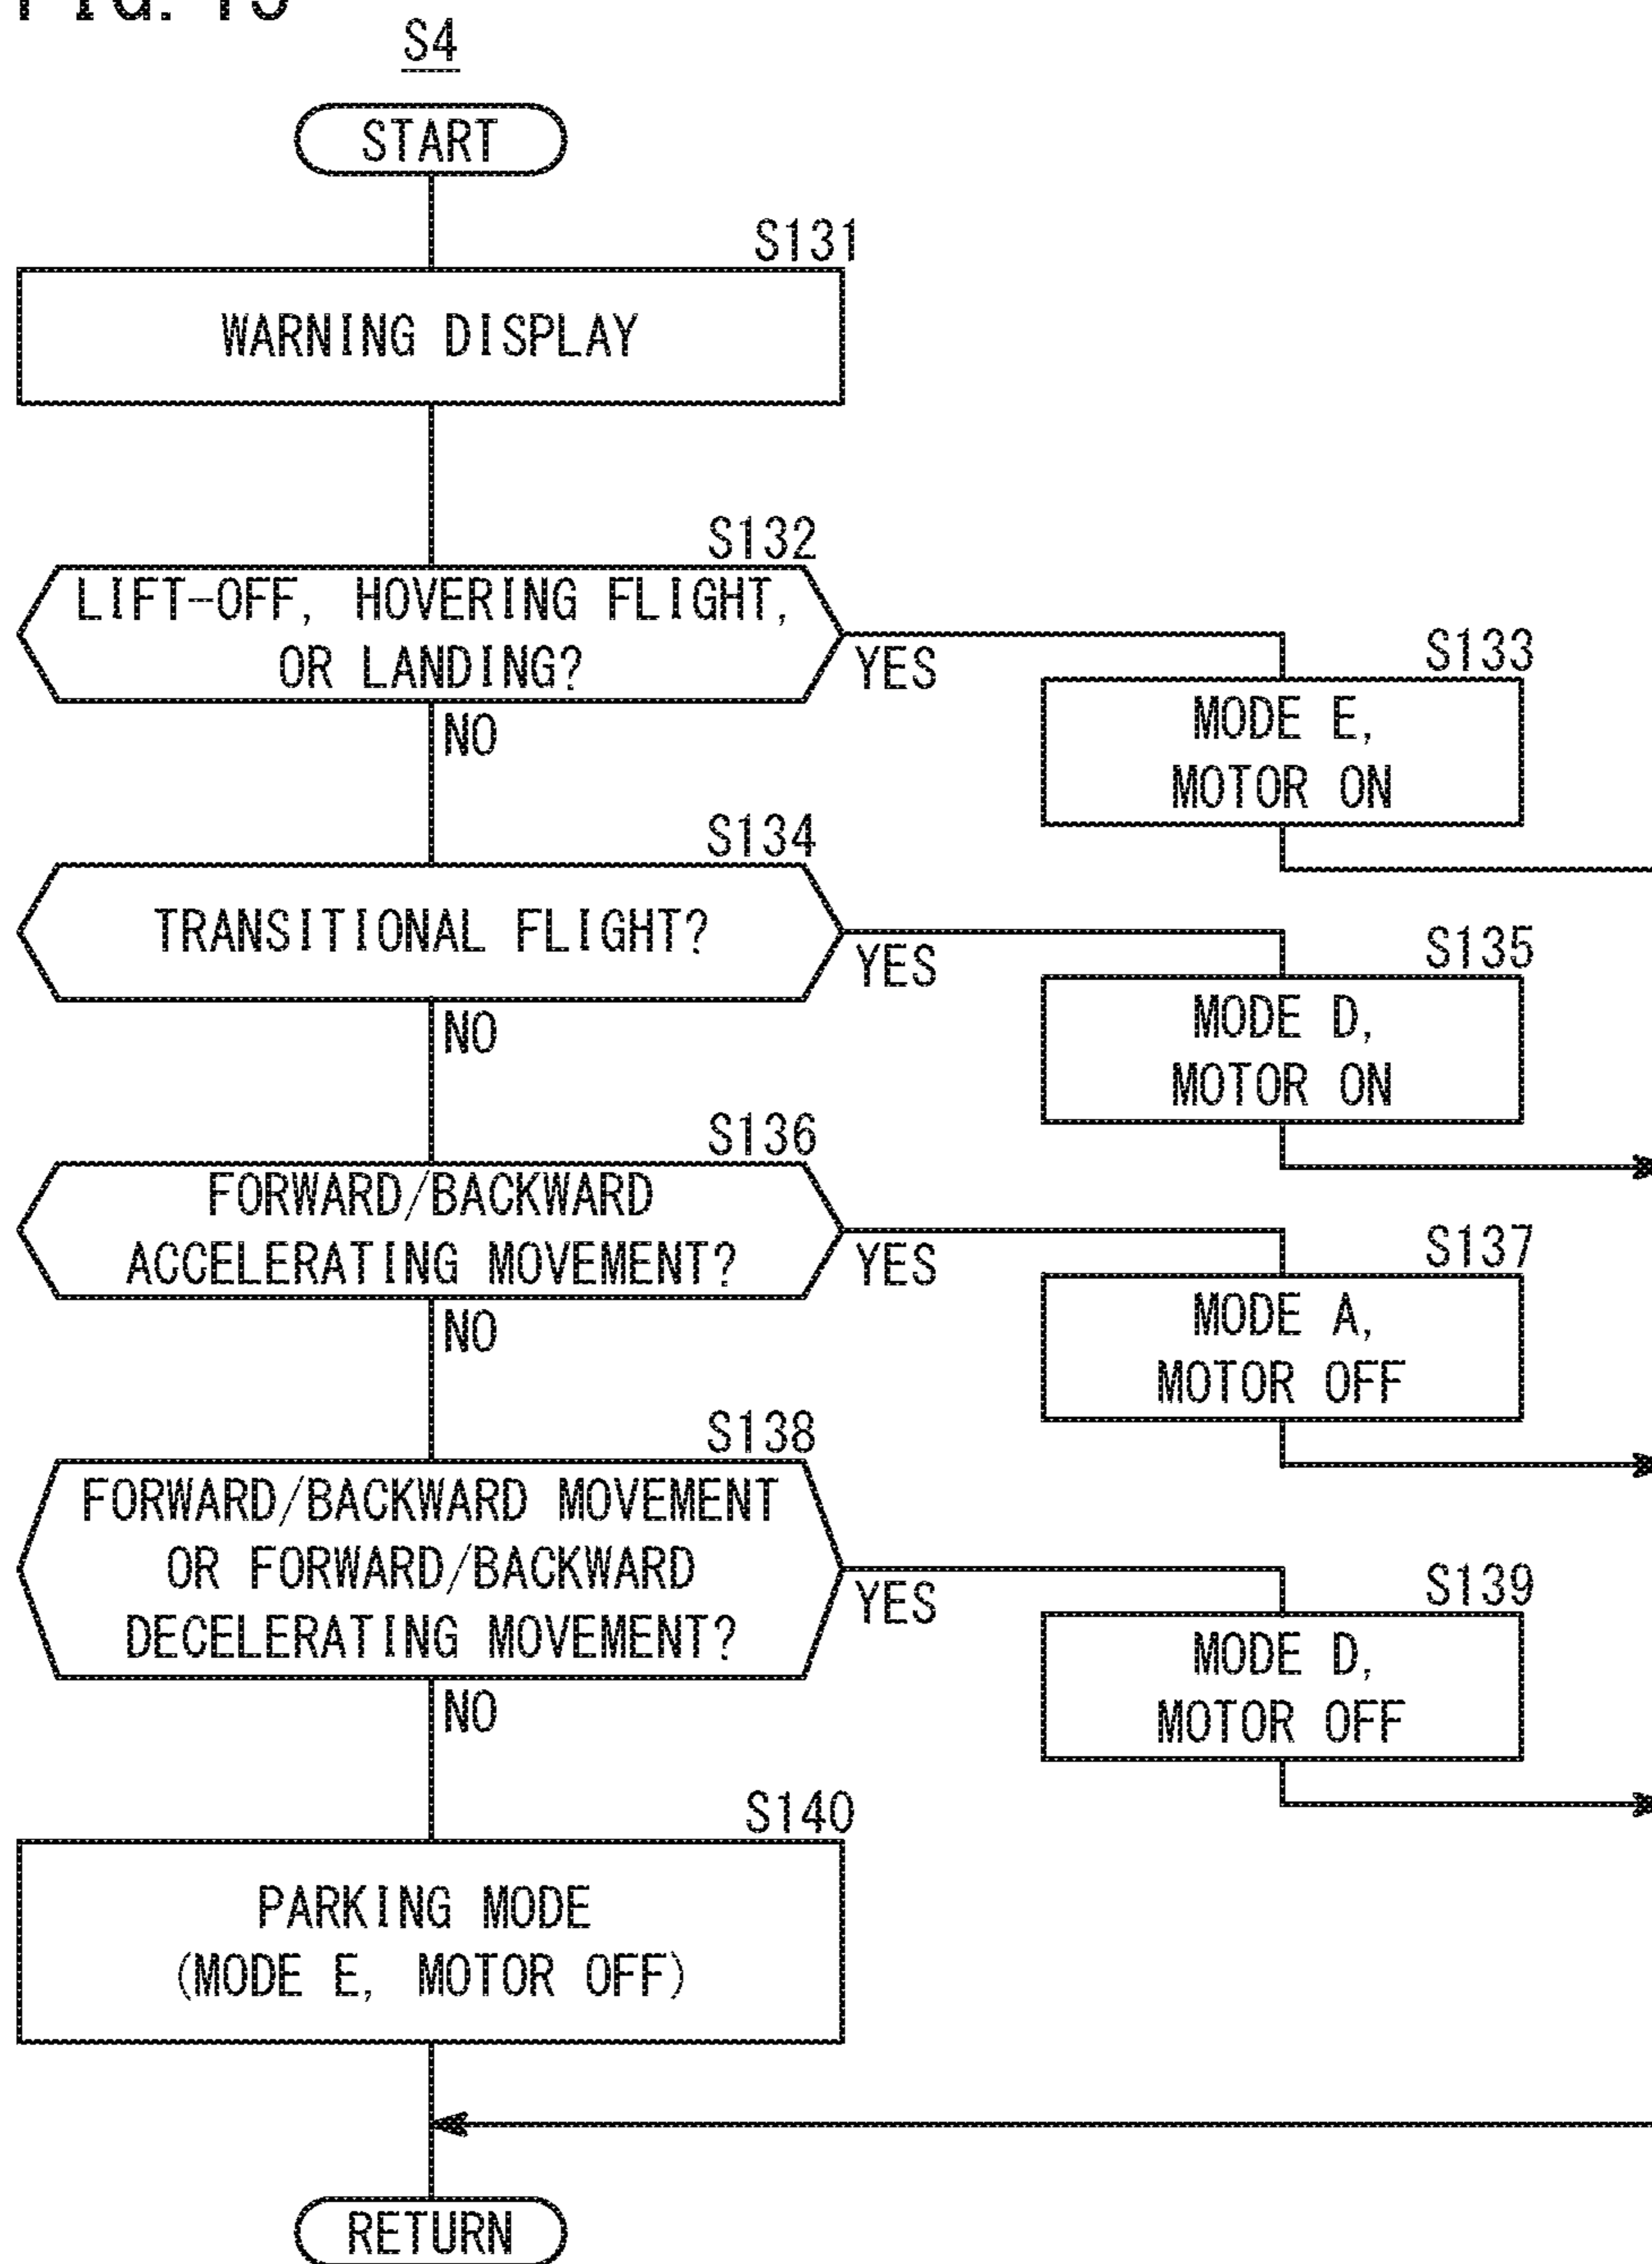 S4
START
S131
WARNING DISPLAY
S132
LIFT-OFF, HOVERING FLIGHT,
OR LANDING?
YES
NO
S133
MODE E,
MOTOR ON
S134
TRANSITIONAL FLIGHT?
YES
NO
S135
MODE D,
MOTOR ON
S136
FORWARD/BACKWARD
ACCELERATING MOVEMENT?
YES
NO
S137
MODE A,
MOTOR OFF
S138
FORWARD/BACKWARD MOVEMENT
OR FORWARD/BACKWARD
DECELERATING MOVEMENT?
YES
NO
S139
MODE D,
MOTOR OFF
S140
PARKING MODE
(MODE E, MOTOR OFF)
RETURN